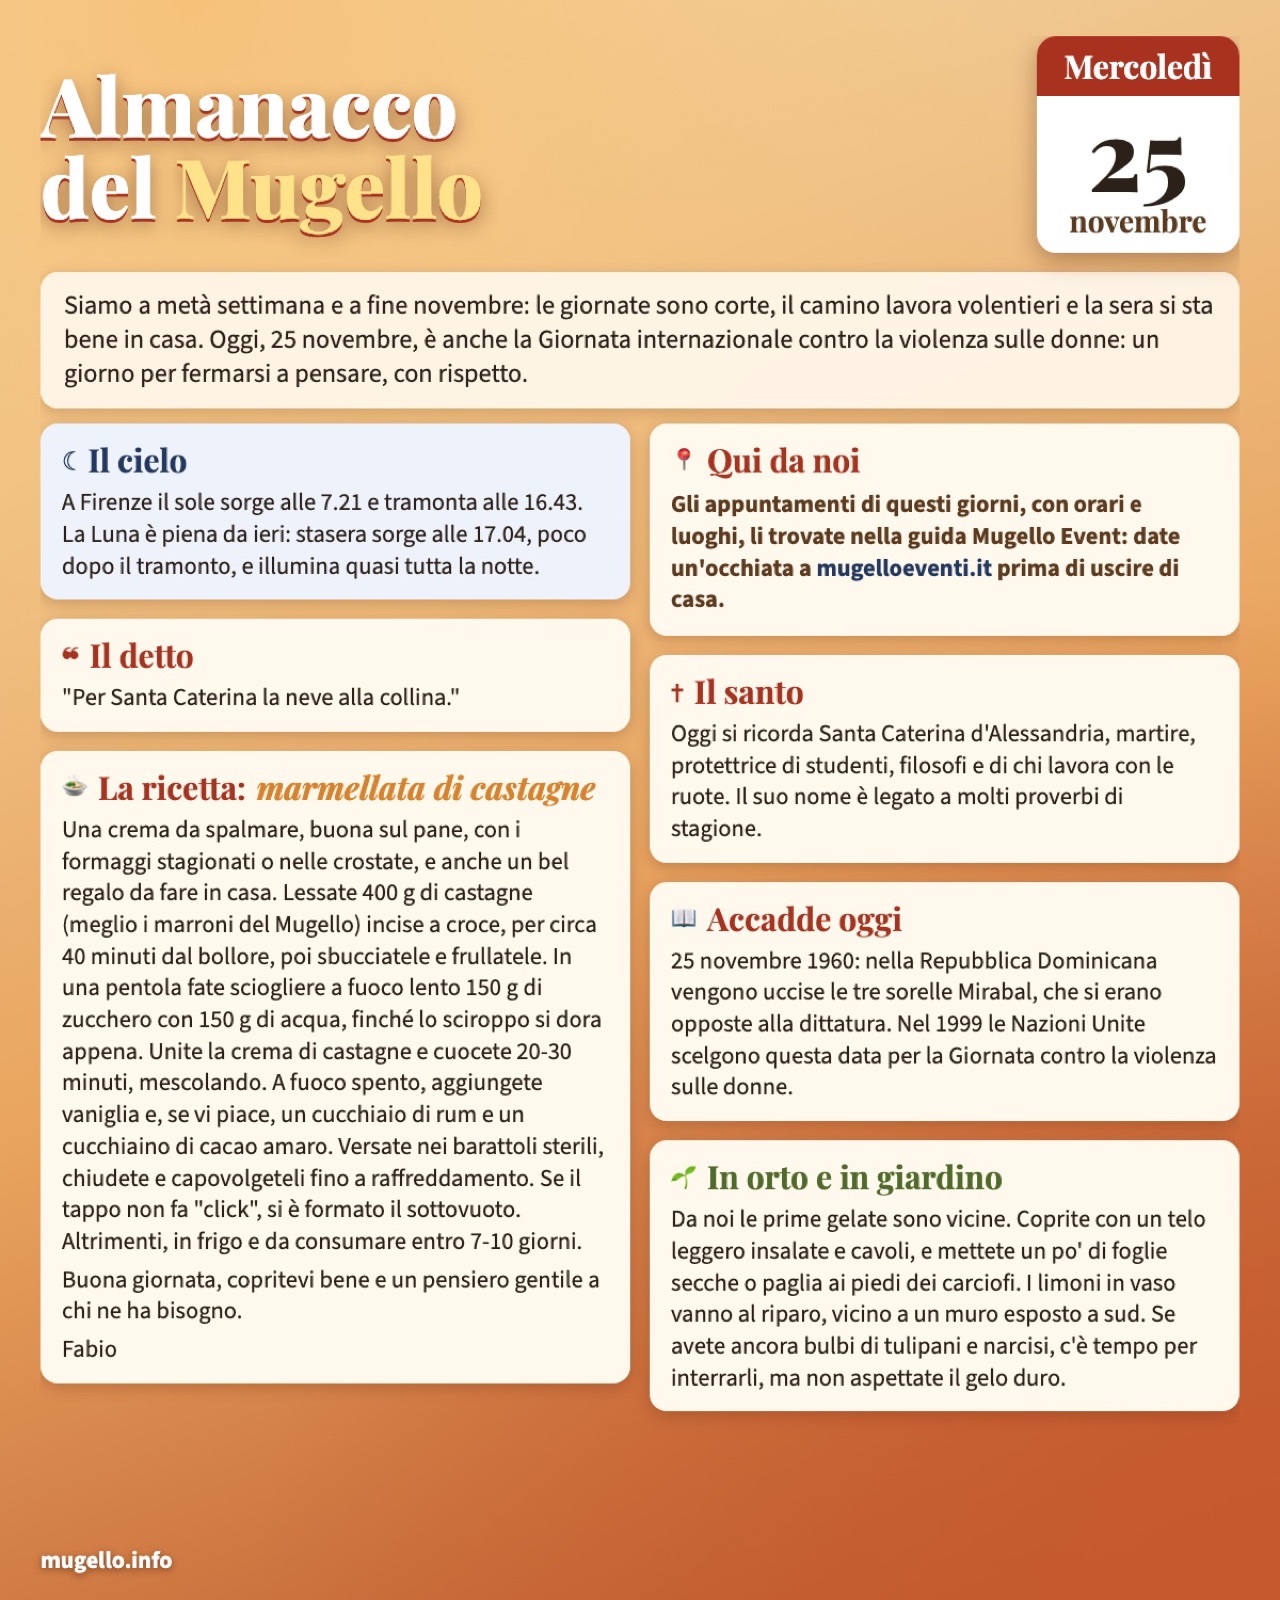 Almanacco
del Mugello
Mercoledì
25
novembre
Siamo a metà settimana e a fine novembre: le giornate sono corte, il camino lavora volentieri e la sera si sta
bene in casa. Oggi, 25 novembre, è anche la Giornata internazionale contro la violenza sulle donne: un
giorno per fermarsi a pensare, con rispetto.
Il cielo
A Firenze il sole sorge alle 7.21 e tramonta alle 16.43.
La Luna è piena da ieri: stasera sorge alle 17.04, poco
dopo il tramonto, e illumina quasi tutta la notte.
Il detto
"Per Santa Caterina la neve alla collina."
La ricetta: marmellata di castagne
Una crema da spalmare, buona sul pane, con i
formaggi stagionati o nelle crostate, e anche un bel
regalo da fare in casa. Lessate 400 g di castagne
(meglio i marroni del Mugello) incise a croce, per circa
40 minuti dal bollore, poi sbucciatele e frullatele. In
una pentola fate sciogliere a fuoco lento 150 g di
zucchero con 150 g di acqua, finché lo sciroppo si dora
appena. Unite la crema di castagne e cuocete 20-30
minuti, mescolando. A fuoco spento, aggiungete
vaniglia e, se vi piace, un cucchiaio di rum e un
cucchiaino di cacao amaro. Versate nei barattoli sterili,
chiudete e capovolgeteli fino a raffreddamento. Se il
tappo non fa "click", si è formato il sottovuoto.
Altrimenti, in frigo e da consumare entro 7-10 giorni.
Buona giornata, copritevi bene e un pensiero gentile a
chi ne ha bisogno.
Fabio
Qui da noi
Gli appuntamenti di questi giorni, con orari e
luoghi, li trovate nella guida Mugello Event: date
un'occhiata a mugelloeventi.it prima di uscire di
casa.
Il santo
Oggi si ricorda Santa Caterina d'Alessandria, martire,
protettrice di studenti, filosofi e di chi lavora con le
ruote. Il suo nome è legato a molti proverbi di
stagione.
Accadde oggi
25 novembre 1960: nella Repubblica Dominicana
vengono uccise le tre sorelle Mirabal, che si erano
opposte alla dittatura. Nel 1999 le Nazioni Unite
scelgono questa data per la Giornata contro la violenza
sulle donne.
In orto e in giardino
Da noi le prime gelate sono vicine. Coprite con un telo
leggero insalate e cavoli, e mettete un po' di foglie
secche o paglia ai piedi dei carciofi. I limoni in vaso
vanno al riparo, vicino a un muro esposto a sud. Se
avete ancora bulbi di tulipani e narcisi, c'è tempo per
interrarli, ma non aspettate il gelo duro.
mugello.info